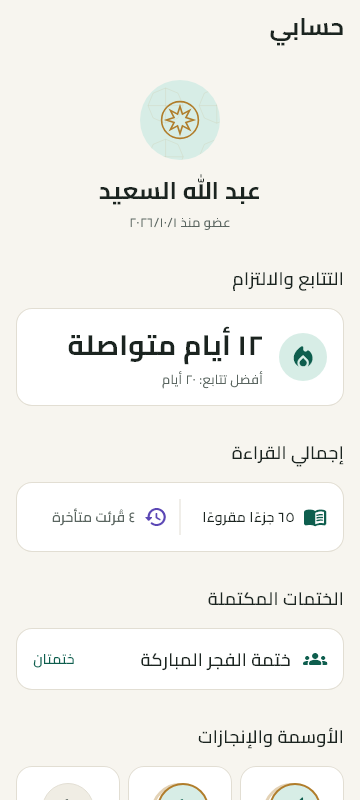 حسابي
عبد الله السعيد
عضو منذ ٢٠٢٦/١٠/١
التتابع والالتزام
١٢ أيام متواصلة
أفضل تتابع: ٢٠ أيام
إجمالي القراءة
٦٥ جزءًا مقروءًا
٤ قُرئت متأخرة
الختمات المكتملة
ختمة الفجر المباركة
ختمتان
الأوسمة والإنجازات